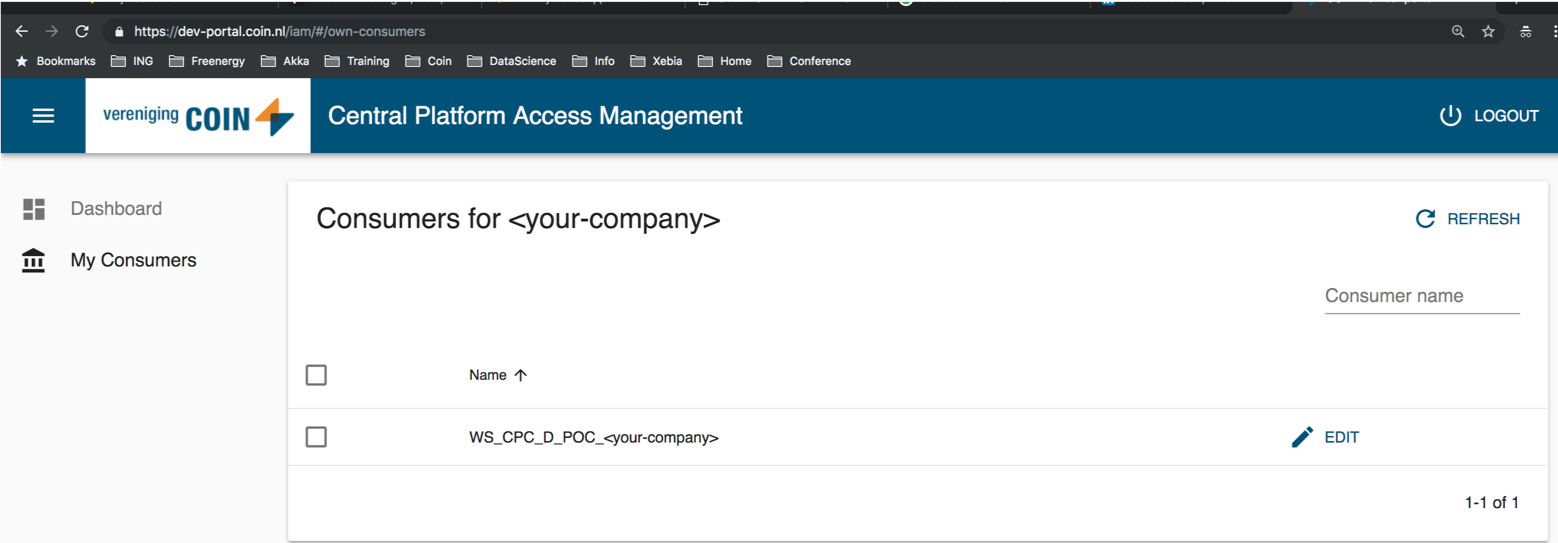 https://dev-portal.coin.nl/iam/#/own-consumers
Bookmarks ING Freenergy Akka Training Coin DataScience Info Xebia Home Conference
vereniging COIN Central Platform Access Management LOGOUT
Dashboard
My Consumers
Consumers for <your-company> REFRESH
Consumer name
Name
WS_CPC_D_POC_<your-company> EDIT
1-1 of 1